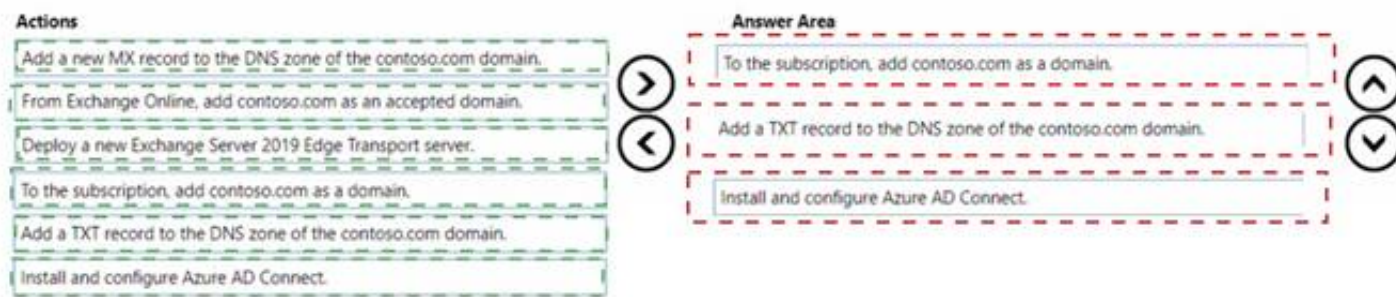 Actions
Answer Area
Add a new MX record to the DNS zone of the contoso.com domain.
From Exchange Online, add contoso.com as an accepted domain.
Deploy a new Exchange Server 2019 Edge Transport server.
To the subscription, add contoso.com as a domain.
Add a TXT record to the DNS zone of the contoso.com domain.
Install and configure Azure AD Connect.
To the subscription, add contoso.com as a domain.
Add a TXT record to the DNS zone of the contoso.com domain.
Install and configure Azure AD Connect.